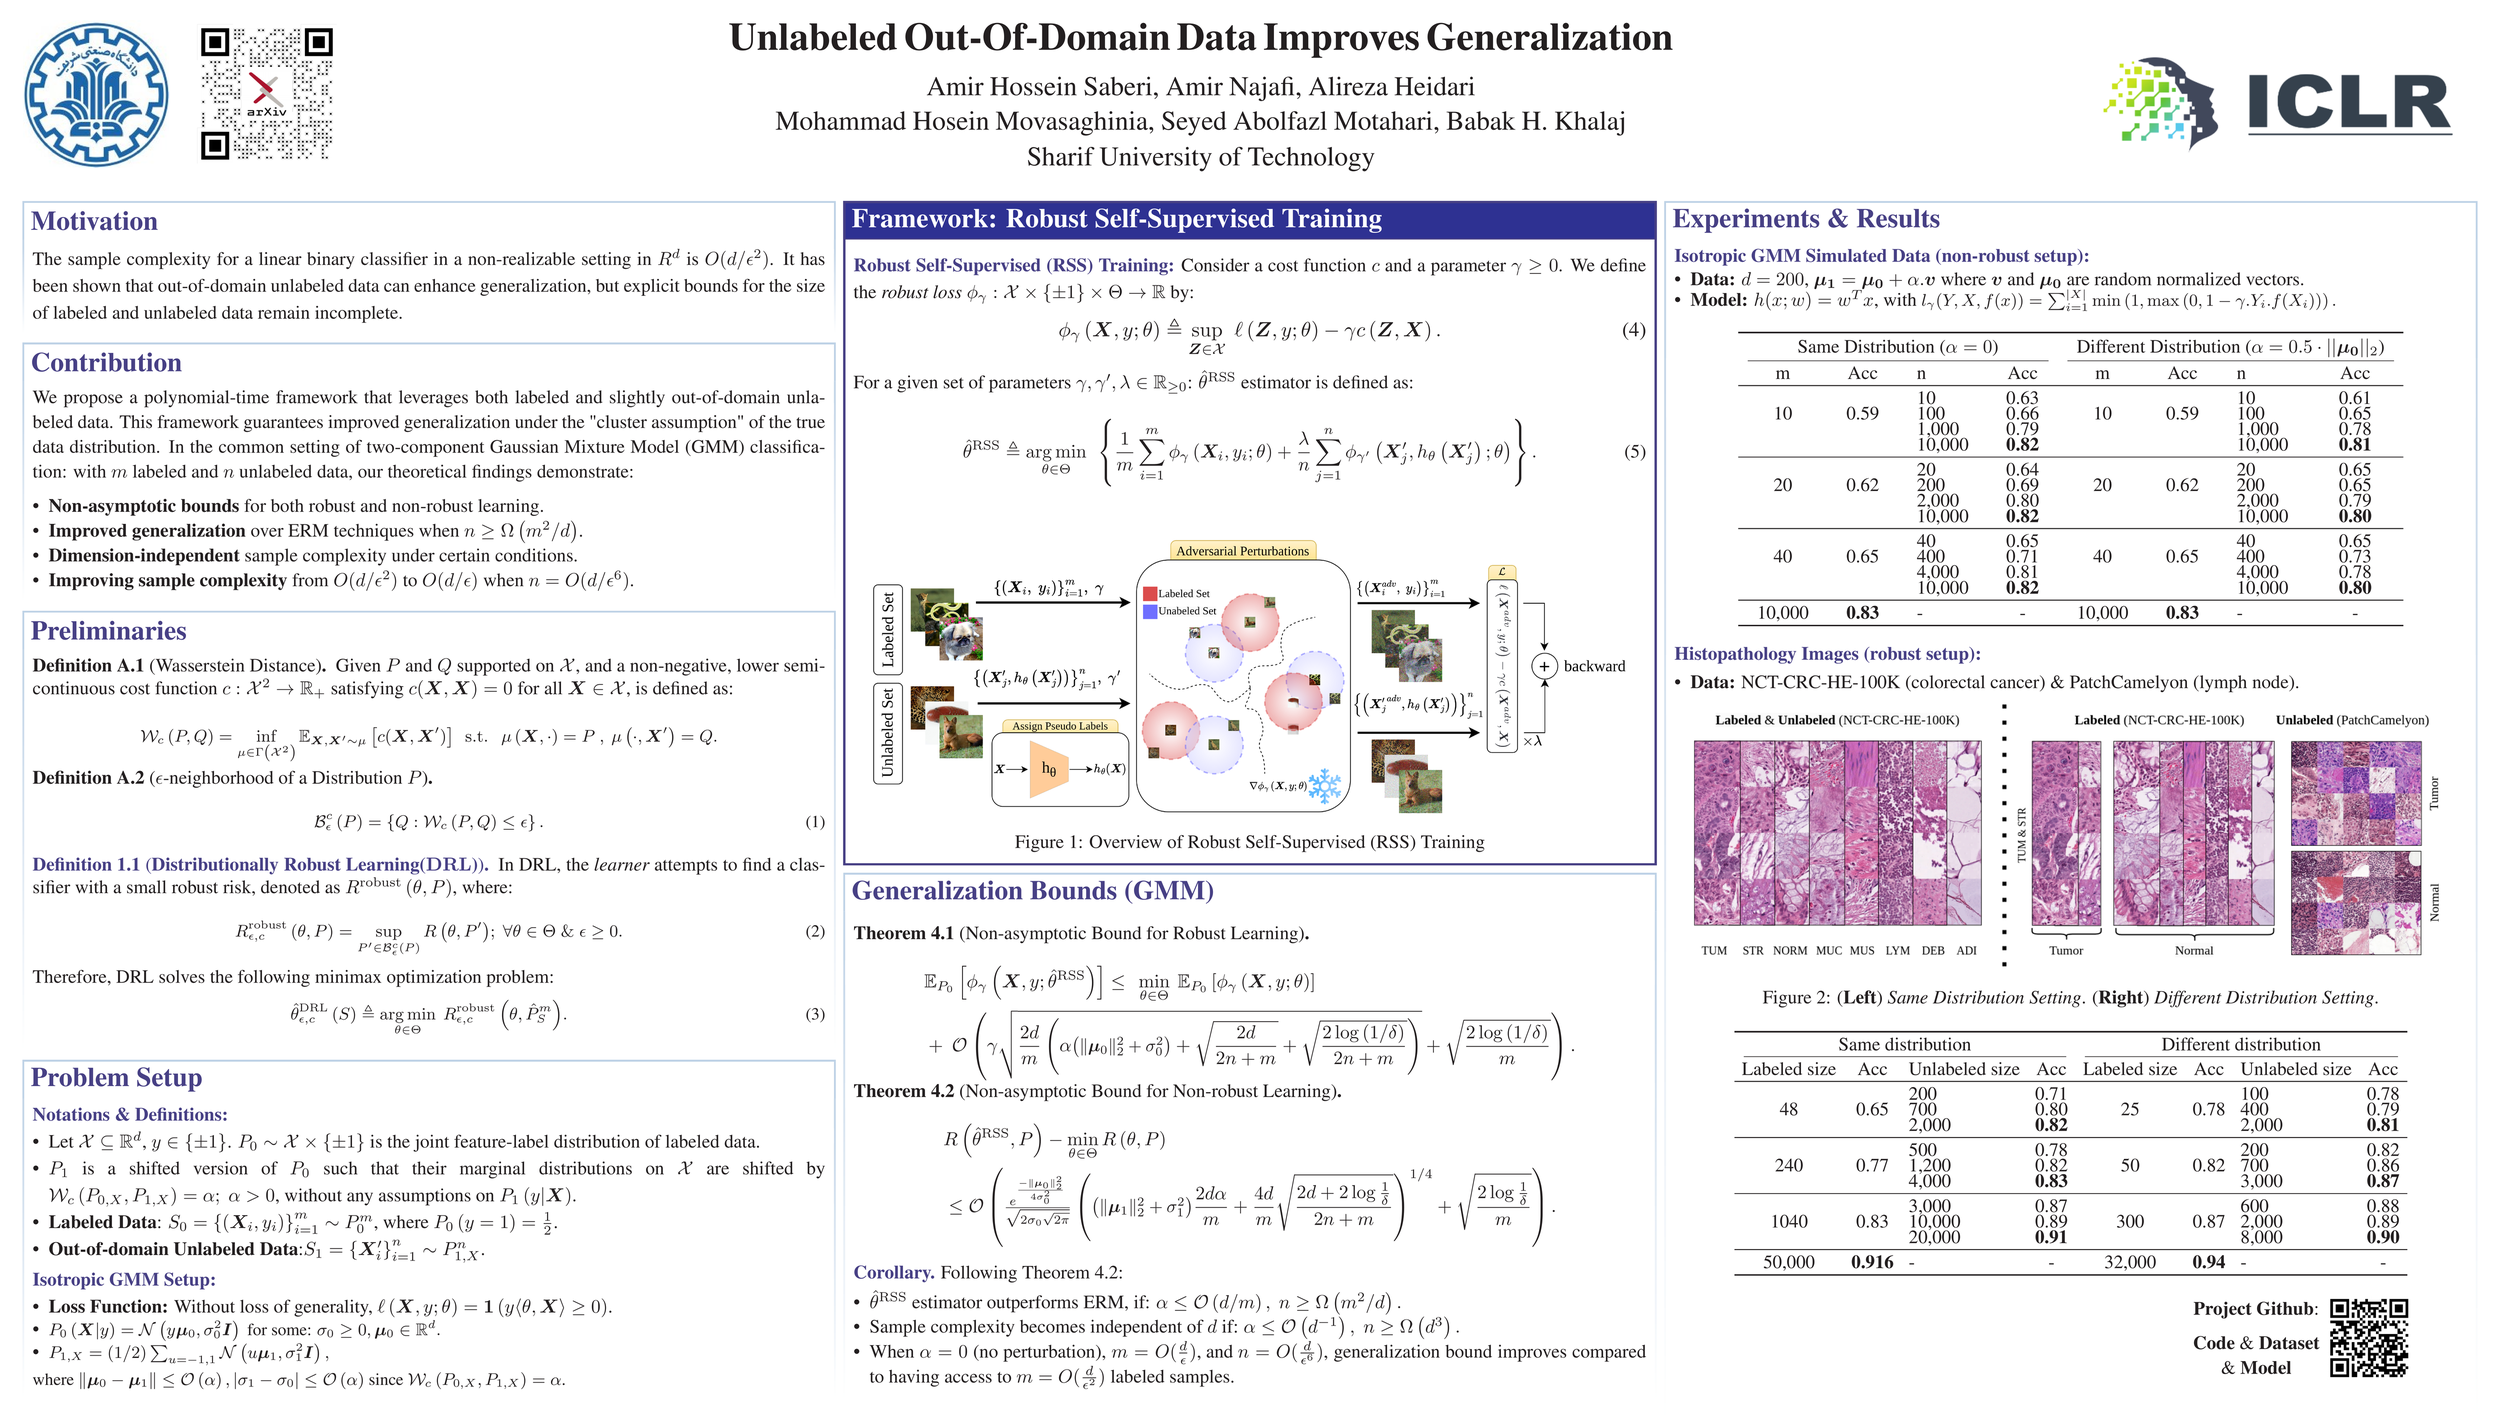 Unlabeled Out-Of-Domain Data Improves Generalization
Amir Hossein Saberi, Amir Najafi, Alireza Heidari
Mohammad Hosein Movasaghinia, Seyed Abolfazl Motahari, Babak H. Khalaj
Sharif University of Technology
دانشگاه صنعتی شریف
arXiv
ICLR
Motivation
The sample complexity for a linear binary classifier in a non-realizable setting in R^d is O(d/ϵ²). It has
been shown that out-of-domain unlabeled data can enhance generalization, but explicit bounds for the size
of labeled and unlabeled data remain incomplete.
Contribution
We propose a polynomial-time framework that leverages both labeled and slightly out-of-domain unla-
beled data. This framework guarantees improved generalization under the "cluster assumption" of the true
data distribution. In the common setting of two-component Gaussian Mixture Model (GMM) classifica-
tion: with m labeled and n unlabeled data, our theoretical findings demonstrate:
• Non-asymptotic bounds for both robust and non-robust learning.
• Improved generalization over ERM techniques when n ≥ Ω (m²/d).
• Dimension-independent sample complexity under certain conditions.
• Improving sample complexity from O(d/ϵ²) to O(d/ϵ) when n = O(d/ϵ⁶).
Preliminaries
Definition A.1 (Wasserstein Distance). Given P and Q supported on 𝒳, and a non-negative, lower semi-
continuous cost function c : 𝒳² → ℝ₊ satisfying c(X, X) = 0 for all X ∈ 𝒳, is defined as:
𝒲_c (P, Q) = inf_{μ∈Γ(𝒳²)} 𝔼_{X,X′∼μ} [c(X, X′)] s.t. μ (X, ·) = P , μ (·, X′) = Q.
Definition A.2 (ϵ-neighborhood of a Distribution P).
ℬ_ϵ^c (P) = {Q : 𝒲_c (P, Q) ≤ ϵ} . (1)
Definition 1.1 (Distributionally Robust Learning(DRL)). In DRL, the learner attempts to find a clas-
sifier with a small robust risk, denoted as R^robust (θ, P), where:
R^robust_{ϵ,c} (θ, P) = sup_{P′∈ℬ_ϵ^c(P)} R (θ, P′); ∀θ ∈ Θ & ϵ ≥ 0. (2)
Therefore, DRL solves the following minimax optimization problem:
θ̂^DRL_{ϵ,c} (S) ≜ arg min_{θ∈Θ} R^robust_{ϵ,c} (θ, P̂_S^m). (3)
Problem Setup
Notations & Definitions:
• Let 𝒳 ⊆ ℝ^d, y ∈ {±1}. P₀ ∼ 𝒳 × {±1} is the joint feature-label distribution of labeled data.
• P₁ is a shifted version of P₀ such that their marginal distributions on 𝒳 are shifted by
𝒲_c (P_{0,X}, P_{1,X}) = α; α > 0, without any assumptions on P₁ (y|X).
• Labeled Data: S₀ = {(X_i, y_i)}_{i=1}^m ∼ P₀^m, where P₀ (y = 1) = 1/2.
• Out-of-domain Unlabeled Data:S₁ = {X′_i}_{i=1}^n ∼ P^n_{1,X}.
Isotropic GMM Setup:
• Loss Function: Without loss of generality, ℓ (X, y; θ) = 1 (y⟨θ, X⟩ ≥ 0).
• P₀ (X|y) = 𝒩 (yμ₀, σ₀²I) for some: σ₀ ≥ 0, μ₀ ∈ ℝ^d.
• P_{1,X} = (1/2) ∑_{u=−1,1} 𝒩 (uμ₁, σ₁²I) ,
where ‖μ₀ − μ₁‖ ≤ 𝒪 (α) , |σ₁ − σ₀| ≤ 𝒪 (α) since 𝒲_c (P_{0,X}, P_{1,X}) = α.
Framework: Robust Self-Supervised Training
Robust Self-Supervised (RSS) Training: Consider a cost function c and a parameter γ ≥ 0. We define
the robust loss ϕ_γ : 𝒳 × {±1} × Θ → ℝ by:
ϕ_γ (X, y; θ) ≜ sup_{Z∈𝒳} ℓ (Z, y; θ) − γc (Z, X) . (4)
For a given set of parameters γ, γ′, λ ∈ ℝ_{≥0}: θ̂^RSS estimator is defined as:
θ̂^RSS ≜ arg min_{θ∈Θ} { 1/m ∑_{i=1}^m ϕ_γ (X_i, y_i; θ) + λ/n ∑_{j=1}^n ϕ_{γ′} (X′_j, h_θ (X′_j) ; θ) } . (5)
Adversarial Perturbations
Labeled Set
Unlabeled Set
{(X_i, y_i)}_{i=1}^m, γ
{(X′_j, h_θ (X′_j))}_{j=1}^n, γ′
Assign Pseudo Labels
X
h_θ
h_θ(X)
Labeled Set
Unabeled Set
∇ϕ_γ (X, y; θ)
{(X_i^adv, y_i)}_{i=1}^m
{(X′_j^adv, h_θ (X′_j))}_{j=1}^n
ℒ
ℓ (X^adv, y; θ) − γc (X^adv, X)
+
backward
×λ
Figure 1: Overview of Robust Self-Supervised (RSS) Training
Generalization Bounds (GMM)
Theorem 4.1 (Non-asymptotic Bound for Robust Learning).
𝔼_{P₀} [ϕ_γ (X, y; θ̂^RSS)] ≤ min_{θ∈Θ} 𝔼_{P₀} [ϕ_γ (X, y; θ)]
+ 𝒪 ( γ √( 2d/m ( α(‖μ₀‖₂² + σ₀²) + √(2d/(2n + m)) + √(2 log (1/δ)/(2n + m)) ) ) + √(2 log (1/δ)/m) ) .
Theorem 4.2 (Non-asymptotic Bound for Non-robust Learning).
R (θ̂^RSS, P) − min_{θ∈Θ} R (θ, P)
≤ 𝒪 ( e^{−‖μ₀‖₂²/4σ₀²}/√(2σ₀√(2π)) ( (‖μ₁‖₂² + σ₁²) 2dα/m + 4d/m √((2d + 2 log 1/δ)/(2n + m)) )^{1/4} + √(2 log 1/δ / m) ) .
Corollary. Following Theorem 4.2:
• θ̂^RSS estimator outperforms ERM, if: α ≤ 𝒪 (d/m) , n ≥ Ω (m²/d) .
• Sample complexity becomes independent of d if: α ≤ 𝒪 (d⁻¹) , n ≥ Ω (d³) .
• When α = 0 (no perturbation), m = O(d/ϵ), and n = O(d/ϵ⁶), generalization bound improves compared
to having access to m = O(d/ϵ²) labeled samples.
Experiments & Results
Isotropic GMM Simulated Data (non-robust setup):
• Data: d = 200, μ₁ = μ₀ + α.v where v and μ₀ are random normalized vectors.
• Model: h(x; w) = w^T x, with l_γ(Y, X, f(x)) = ∑_{i=1}^{|X|} min (1, max (0, 1 − γ.Y_i.f(X_i))) .
Same Distribution (α = 0) Different Distribution (α = 0.5 · ||μ₀||₂)
m Acc n Acc m Acc n Acc
10 0.63 10 0.61
100 0.66 100 0.65
10 0.59 10 0.59
1,000 0.79 1,000 0.78
10,000 0.82 10,000 0.81
20 0.64 20 0.65
200 0.69 200 0.65
20 0.62 20 0.62
2,000 0.80 2,000 0.79
10,000 0.82 10,000 0.80
40 0.65 40 0.65
400 0.71 400 0.73
40 0.65 40 0.65
4,000 0.81 4,000 0.78
10,000 0.82 10,000 0.80
10,000 0.83 - - 10,000 0.83 - -
Histopathology Images (robust setup):
• Data: NCT-CRC-HE-100K (colorectal cancer) & PatchCamelyon (lymph node).
Labeled & Unlabeled (NCT-CRC-HE-100K) Labeled (NCT-CRC-HE-100K) Unlabeled (PatchCamelyon)
TUM & STR
Tumor
Normal
TUM STR NORM MUC MUS LYM DEB ADI Tumor Normal
Figure 2: (Left) Same Distribution Setting. (Right) Different Distribution Setting.
Same distribution Different distribution
Labeled size Acc Unlabeled size Acc Labeled size Acc Unlabeled size Acc
200 0.71 100 0.78
48 0.65 700 0.80 25 0.78 400 0.79
2,000 0.82 2,000 0.81
500 0.78 200 0.82
240 0.77 1,200 0.82 50 0.82 700 0.86
4,000 0.83 3,000 0.87
3,000 0.87 600 0.88
1040 0.83 10,000 0.89 300 0.87 2,000 0.89
20,000 0.91 8,000 0.90
50,000 0.916 - - 32,000 0.94 - -
Project Github:
Code & Dataset
& Model